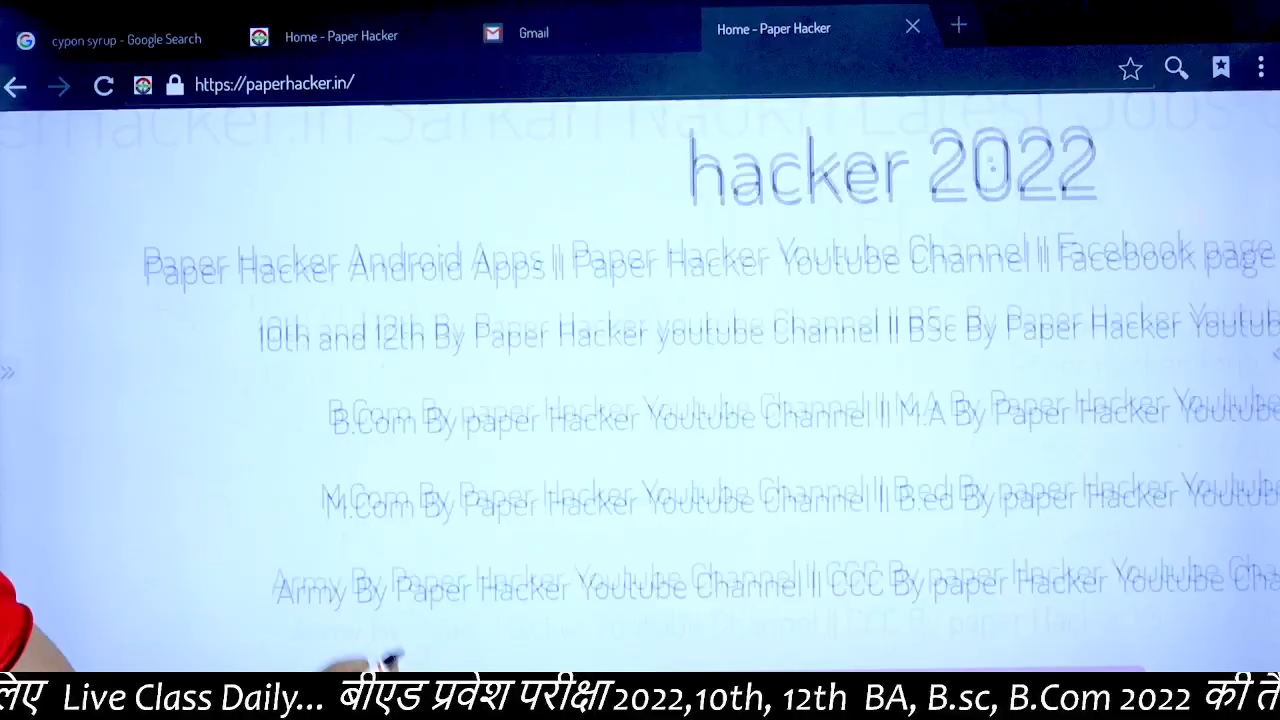 cypon syrup - Google Search Home - Paper Hacker Gmail Home - Paper Hacker
https://paperhacker.in/
hacker 2022
Paper Hacker Android Apps || Paper Hacker Youtube Channel || Facebook page
10th and 12th By Paper Hacker youtube Channel || BSc By Paper Hacker Youtub
B.Com By paper Hacker Youtube Channel || M.A By Paper Hacker Youtube
M.Com By Paper Hacker Youtube Channel || B.ed By paper Hacker Youtub
Army By Paper Hacker Youtube Channel || CCC By paper Hacker Youtube Cha
लिए Live Class Daily... बीएड प्रवेश परीक्षा 2022,10th, 12th BA, B.sc, B.Com 2022 की तै